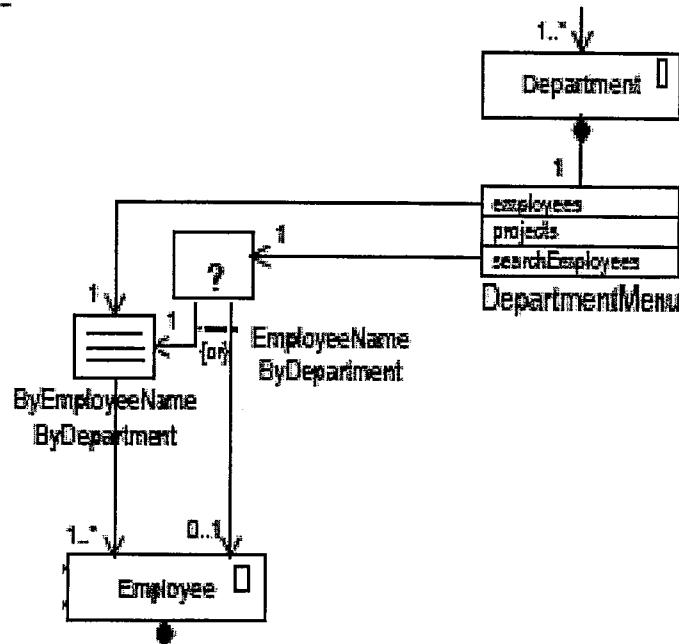 1..*
Department
1
employees
projects
searchEmployees
DepartmentMenu
1
?
1
1
{or}
EmployeeName
ByDepartment
ByEmployeeName
ByDepartment
1..*
0..1
Employee